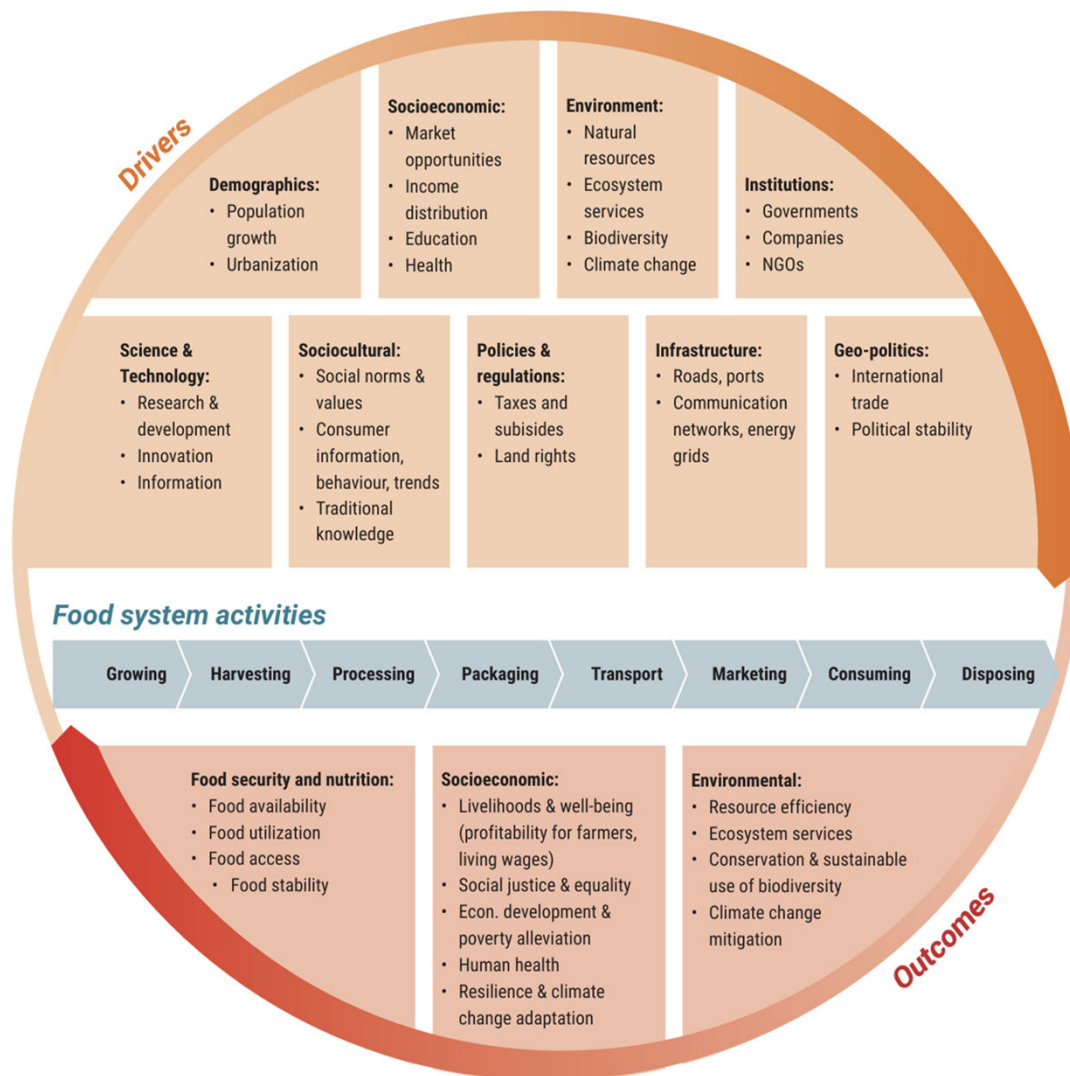 Drivers
Demographics:
• Population
growth
• Urbanization
Socioeconomic:
• Market
opportunities
• Income
distribution
• Education
• Health
Environment:
• Natural
resources
• Ecosystem
services
• Biodiversity
• Climate change
Institutions:
• Governments
• Companies
• NGOs
Science &
Technology:
• Research &
development
• Innovation
• Information
Sociocultural:
• Social norms &
values
• Consumer
information,
behaviour, trends
• Traditional
knowledge
Policies &
regulations:
• Taxes and
subisides
• Land rights
Infrastructure:
• Roads, ports
• Communication
networks, energy
grids
Geo-politics:
• International
trade
• Political stability
Food system activities
Growing
Harvesting
Processing
Packaging
Transport
Marketing
Consuming
Disposing
Food security and nutrition:
• Food availability
• Food utilization
• Food access
• Food stability
Socioeconomic:
• Livelihoods & well-being
(profitability for farmers,
living wages)
• Social justice & equality
• Econ. development &
poverty alleviation
• Human health
• Resilience & climate
change adaptation
Environmental:
• Resource efficiency
• Ecosystem services
• Conservation & sustainable
use of biodiversity
• Climate change
mitigation
Outcomes